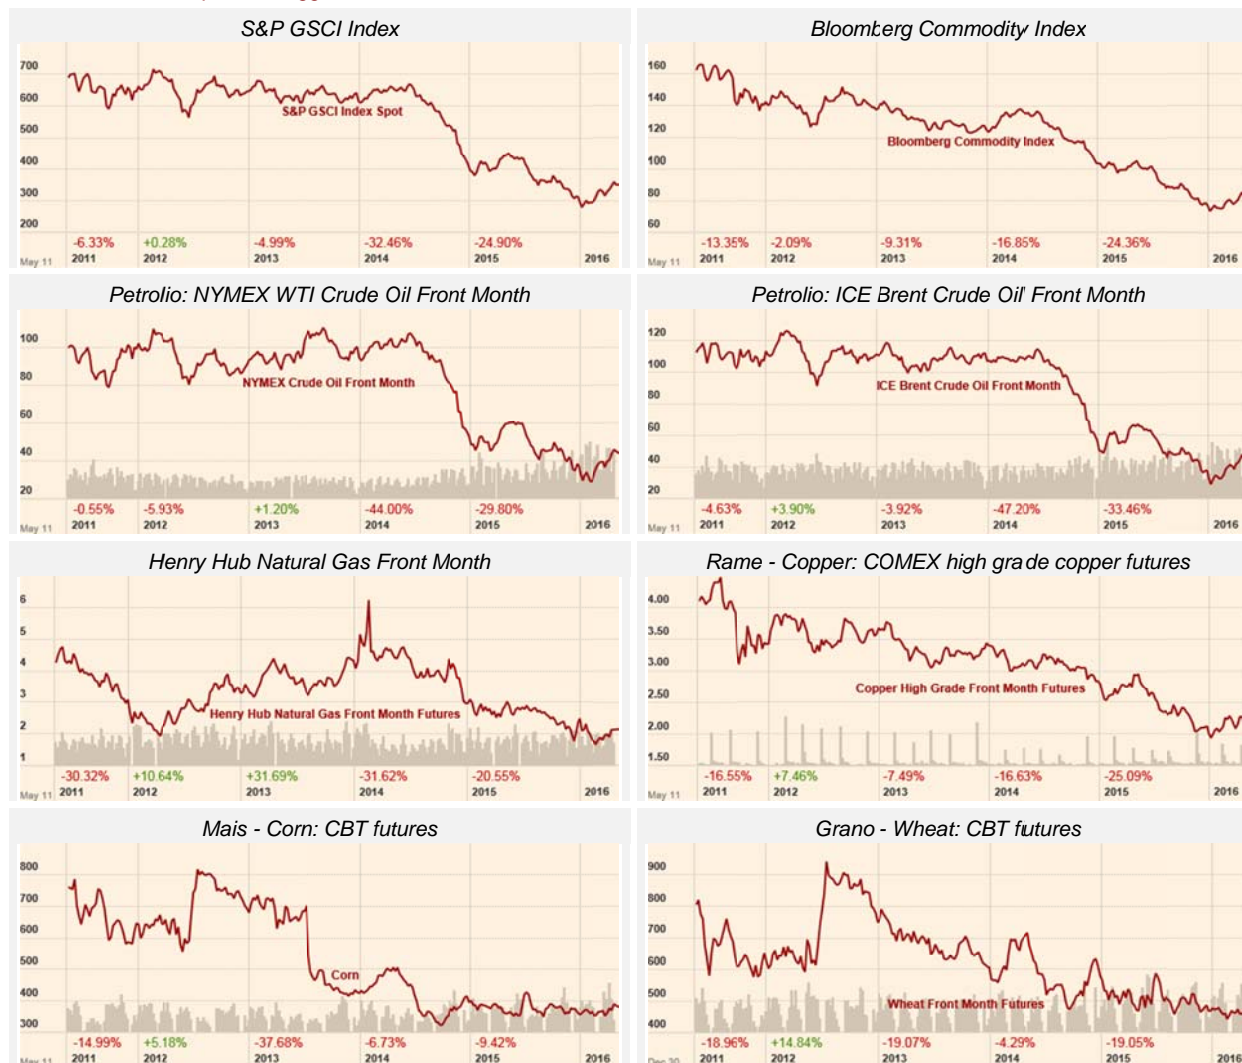 S&P GSCI Index
700
600
500
400
300
200
S&P GSCI Index Spot
-6.33% +0.28% -4.99% -32.46% -24.90%
May 11 2011 2012 2013 2014 2015 2016
Bloomberg Commodity Index
160
140
120
100
80
60
Bloomberg Commodity Index
-13.35% -2.09% -9.31% -16.85% -24.36%
May 11 2011 2012 2013 2014 2015 2016
Petrolio: NYMEX WTI Crude Oil Front Month
100
80
60
40
20
NYMEX Crude Oil Front Month
-0.55% -5.93% +1.20% -44.00% -29.80%
May 11 2011 2012 2013 2014 2015 2016
Petrolio: ICE Brent Crude Oil Front Month
120
100
80
60
40
20
ICE Brent Crude Oil Front Month
-4.63% +3.90% -3.92% -47.20% -33.46%
May 11 2011 2012 2013 2014 2015 2016
Henry Hub Natural Gas Front Month
6
5
4
3
2
1
Henry Hub Natural Gas Front Month Futures
-30.32% +10.64% +31.69% -31.62% -20.55%
May 11 2011 2012 2013 2014 2015 2016
Rame - Copper: COMEX high grade copper futures
4.00
3.50
3.00
2.50
2.00
1.50
Copper High Grade Front Month Futures
-16.55% +7.46% -7.49% -16.63% -25.09%
May 11 2011 2012 2013 2014 2015 2016
Mais - Corn: CBT futures
800
700
600
500
400
300
Corn
-14.99% +5.18% -37.68% -6.73% -9.42%
May 11 2011 2012 2013 2014 2015 2016
Grano - Wheat: CBT futures
900
800
700
600
500
400
Wheat Front Month Futures
-18.96% +14.84% -19.07% -4.29% -19.05%
Dec 30 2011 2012 2013 2014 2015 2016